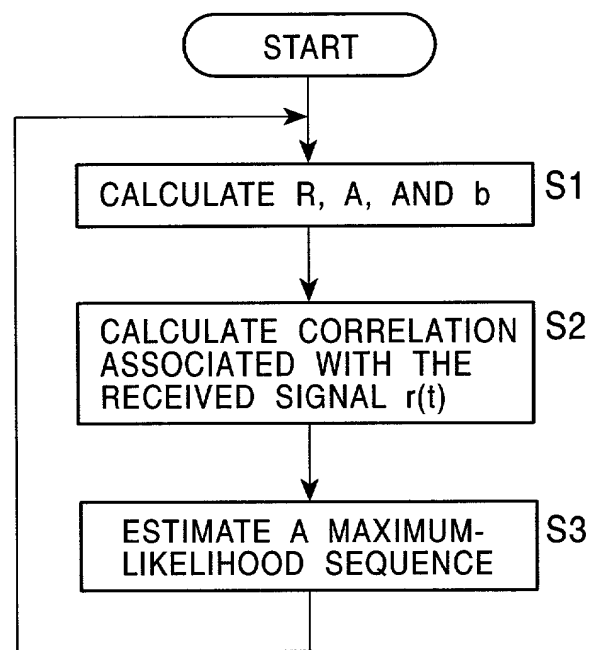 START
CALCULATE R, A, AND b
S1
CALCULATE CORRELATION
ASSOCIATED WITH THE
RECEIVED SIGNAL r(t)
S2
ESTIMATE A MAXIMUM-
LIKELIHOOD SEQUENCE
S3